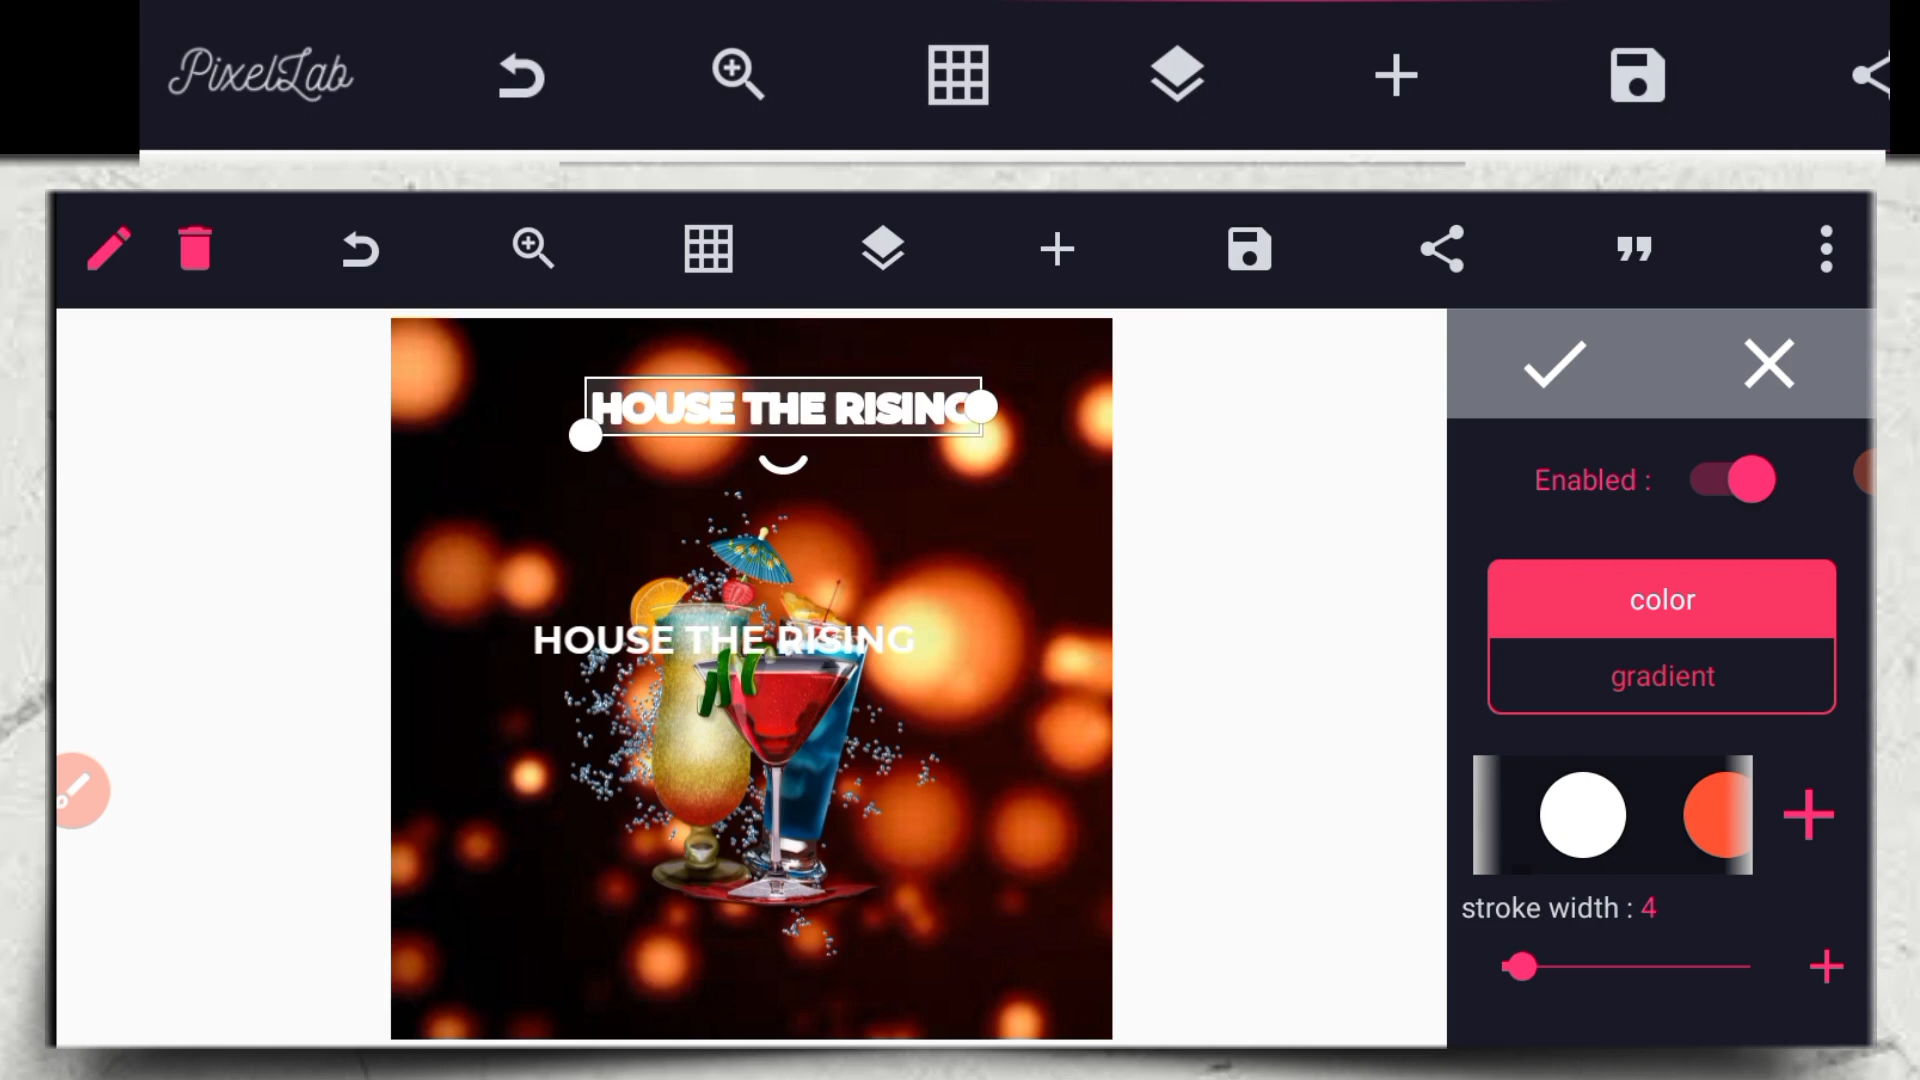 PixelLab
HOUSE THE RISING
Enabled :
color
HOUSE THE RISING
gradient
stroke width : 4